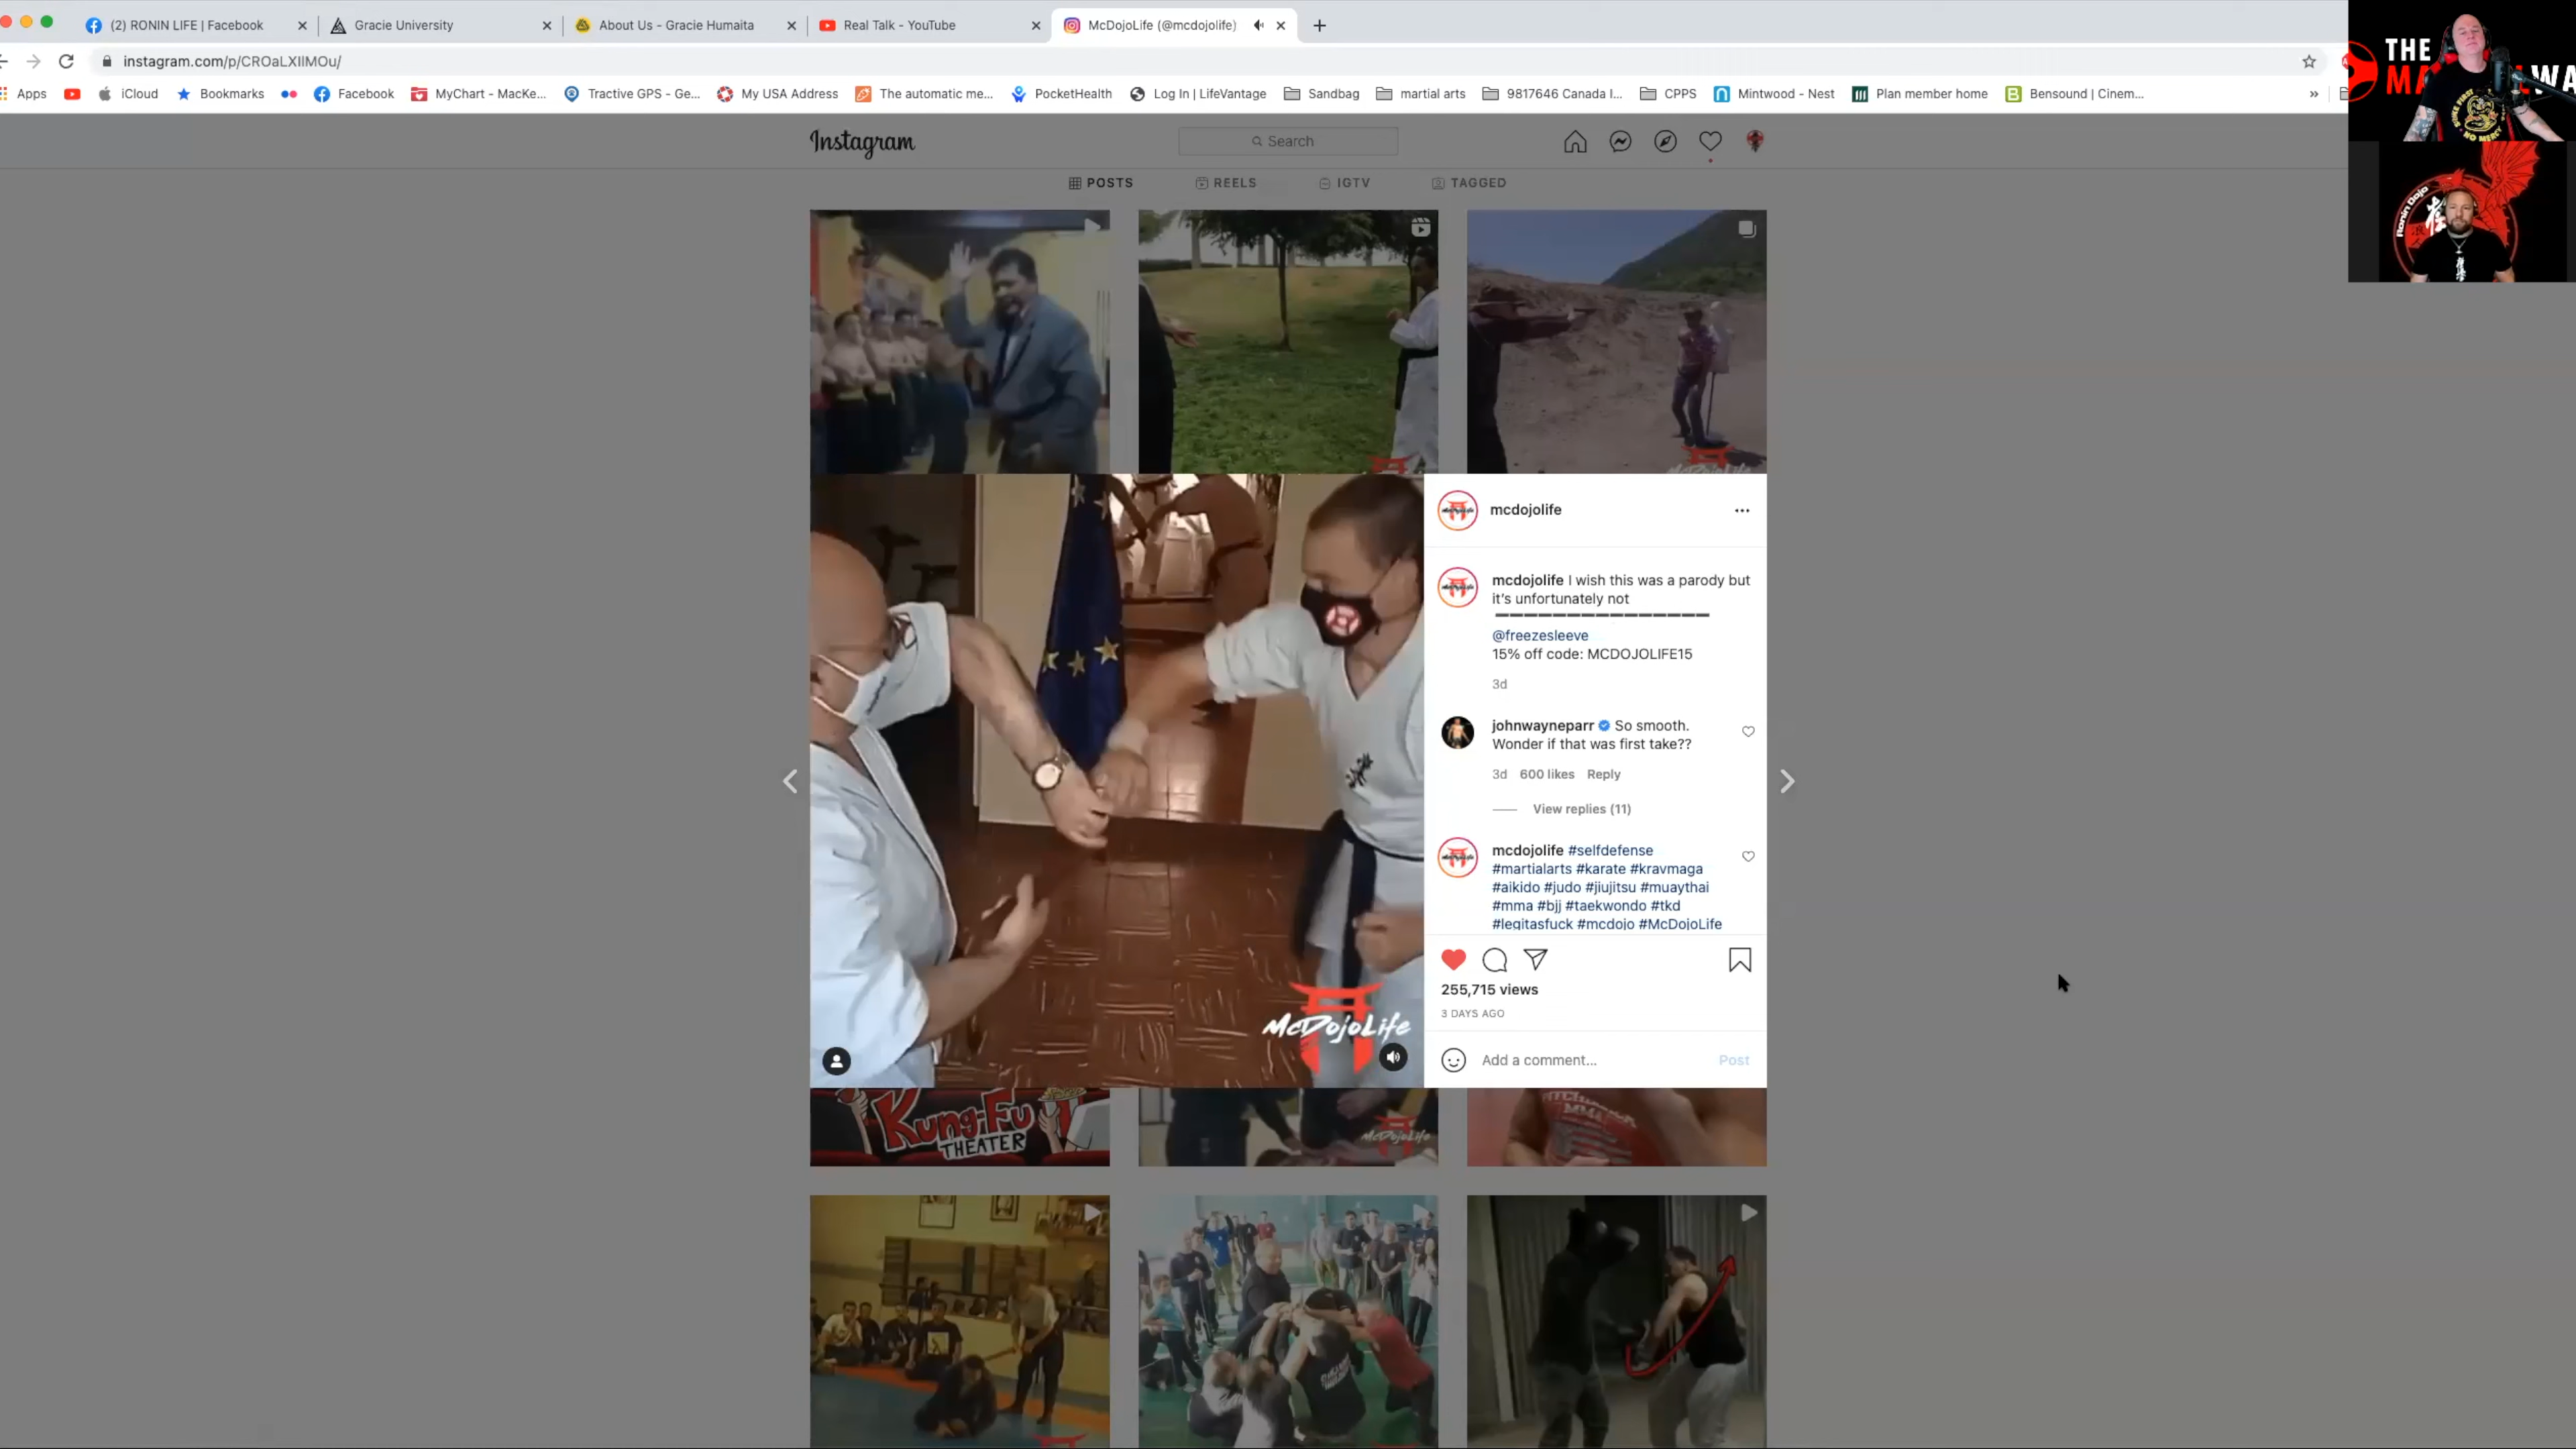 (2) RONIN LIFE | Facebook
Gracie University
About Us - Gracie Humaita
Real Talk - YouTube
McDojoLife (@mcdojolife)
instagram.com/p/CROaLXIlMOu/
Apps
iCloud
Bookmarks
Facebook
MyChart - MacKe...
Tractive GPS - Ge...
My USA Address
The automatic me...
PocketHealth
Log In | LifeVantage
Sandbag
martial arts
9817646 Canada I...
CPPS
Mintwood - Nest
Plan member home
Bensound | Cinem...
»
THE
NO MERCY
Ronin Dojo
Instagram
Search
POSTS
REELS
IGTV
TAGGED
mcdojolife
mcdojolife I wish this was a parody but
it's unfortunately not
@freezesleeve
15% off code: MCDOJOLIFE15
3d
johnwayneparr So smooth.
Wonder if that was first take??
3d 600 likes Reply
View replies (11)
mcdojolife #selfdefense
#martialarts #karate #kravmaga
#aikido #judo #jiujitsu #muaythai
#mma #bjj #taekwondo #tkd
#legitasfuck #mcdojo #McDojoLife
255,715 views
3 DAYS AGO
Add a comment...
Post
McDojoLife
Kung-Fu
THEATER
McDojoLife